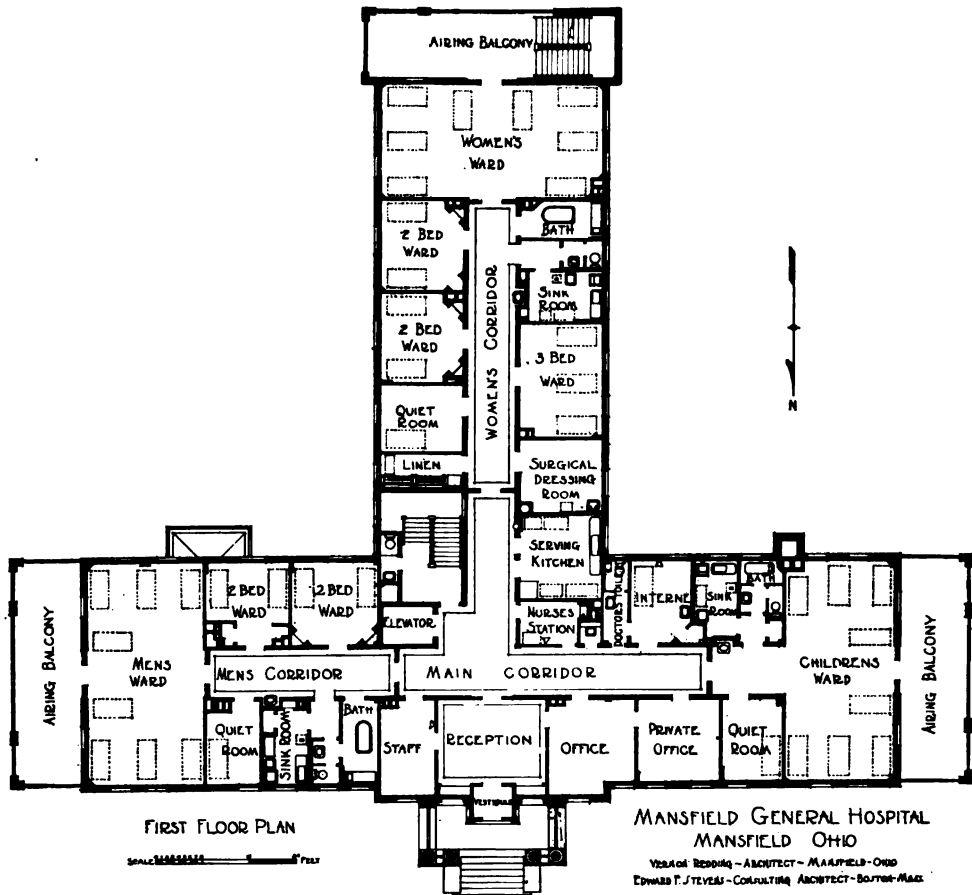 AIRING BALCONY
WOMEN'S
WARD
2 BED
WARD
BATH
SINK
ROOM
WOMEN'S CORRIDOR
2 BED
WARD
3 BED
WARD
N
QUIET
ROOM
LINEN
SURGICAL
DRESSING
ROOM
SERVING
KITCHEN
AIRING BALCONY
MENS
WARD
2 BED
WARD
2 BED
WARD
ELEVATOR
NURSES
STATION
DOCTORS TOILET
INTERNE
SINK
ROOM
BATH
CHILDRENS
WARD
AIRING BALCONY
MENS CORRIDOR
MAIN CORRIDOR
QUIET
ROOM
SINK ROOM
BATH
STAFF
RECEPTION
OFFICE
PRIVATE
OFFICE
QUIET
ROOM
VESTIBULE
FIRST FLOOR PLAN
SCALE FEET
MANSFIELD GENERAL HOSPITAL
MANSFIELD OHIO
VERNON REDDING - ARCHITECT - MANSFIELD - OHIO
EDWARD F. STEVENS - CONSULTING ARCHITECT - BOSTON - MASS